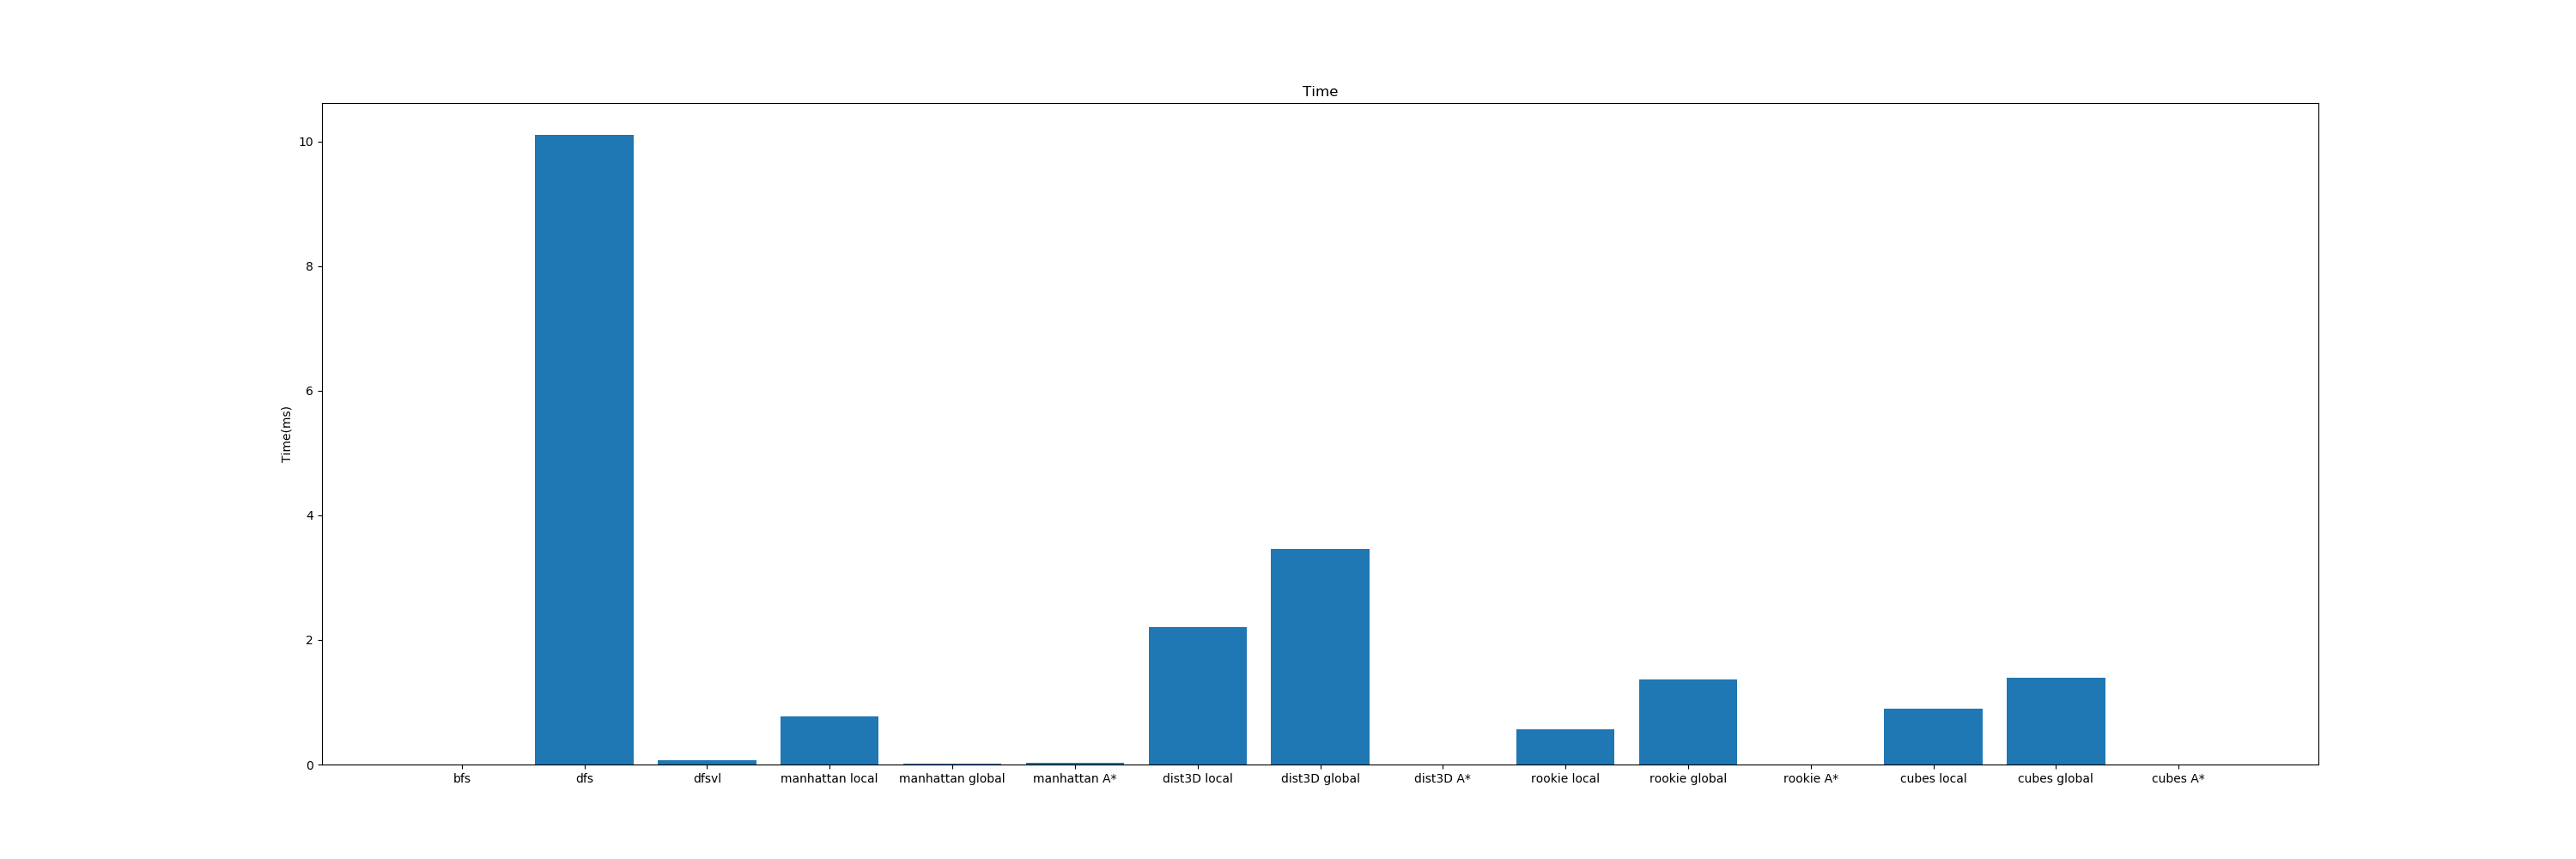 Time
10
8
6
4
2
0
Time(ms)
bfs dfs dfsvl manhattan local manhattan global manhattan A* dist3D local dist3D global dist3D A* rookie local rookie global rookie A* cubes local cubes global cubes A*